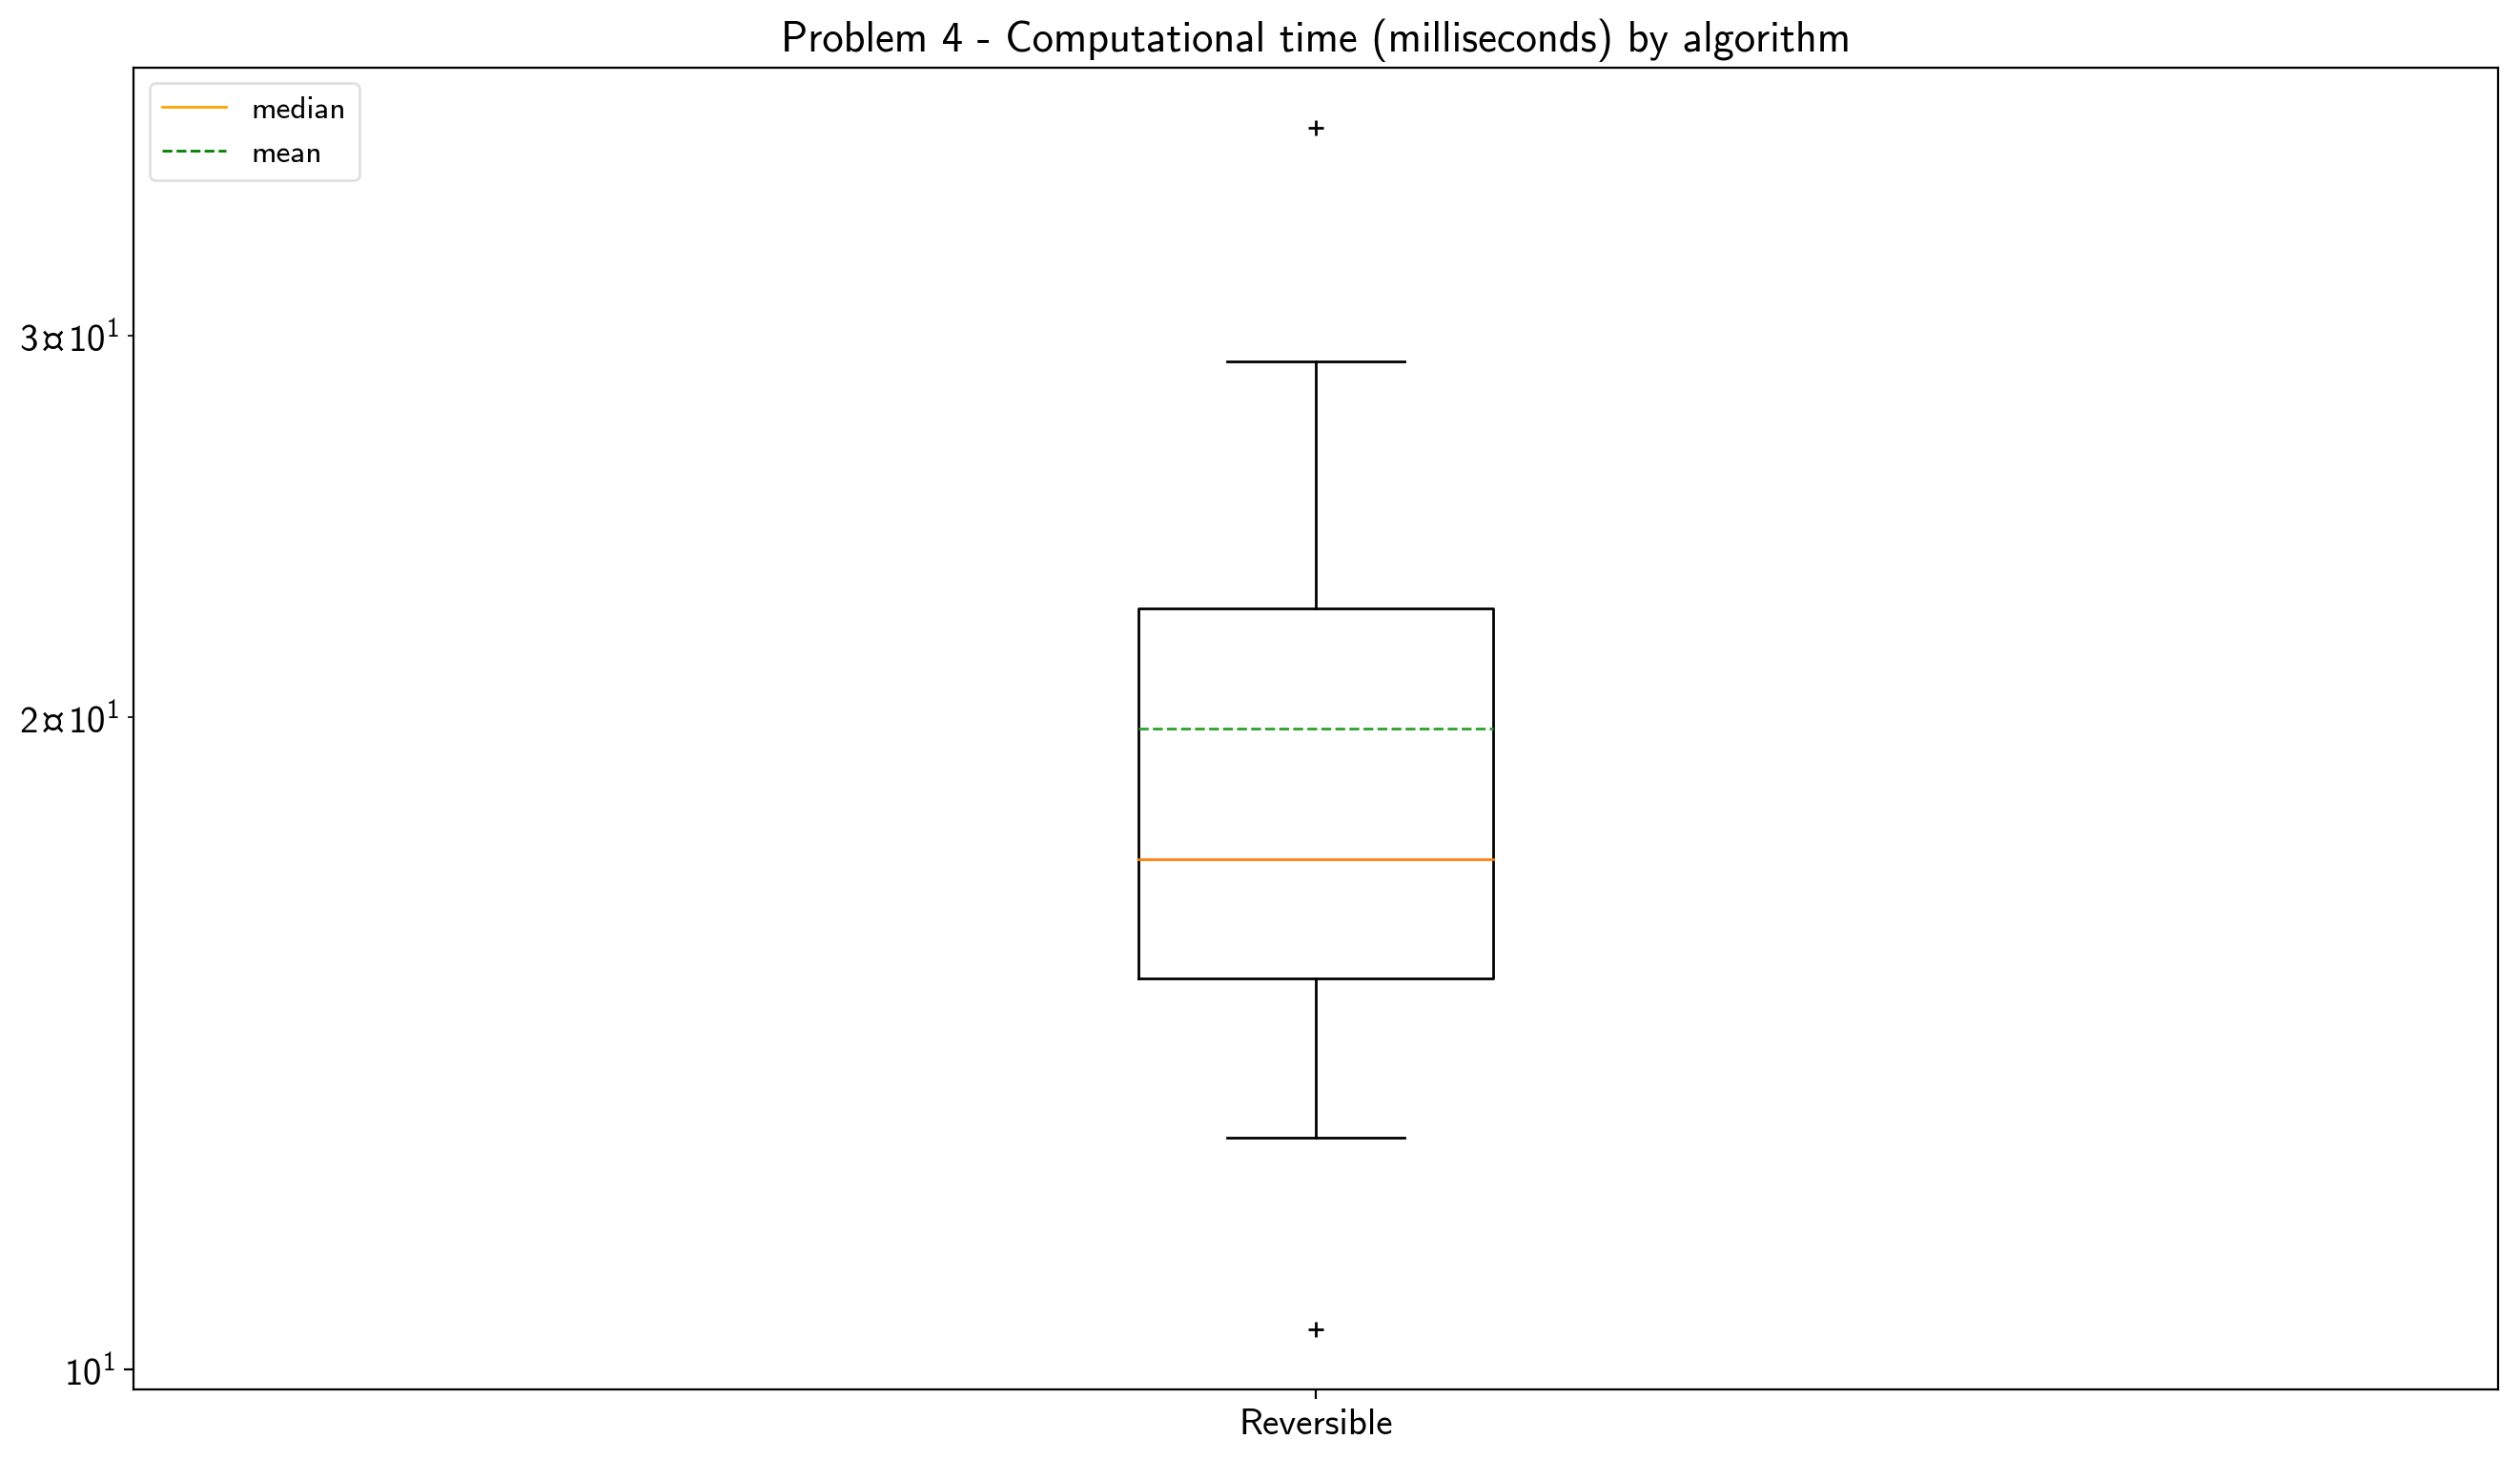 Problem 4 - Computational time (milliseconds) by algorithm
median
mean
3¤10¹
2¤10¹
10¹
Reversible